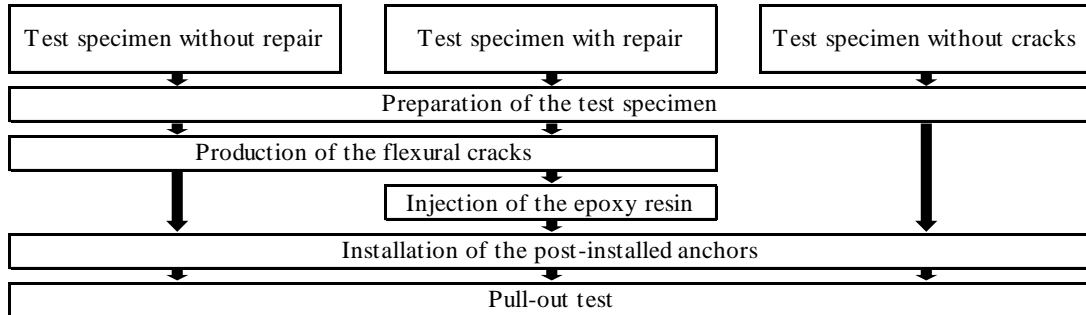 Test specimen without repair
Test specimen with repair
Test specimen without cracks
Preparation of the test specimen
Production of the flexural cracks
Injection of the epoxy resin
Installation of the post-installed anchors
Pull-out test